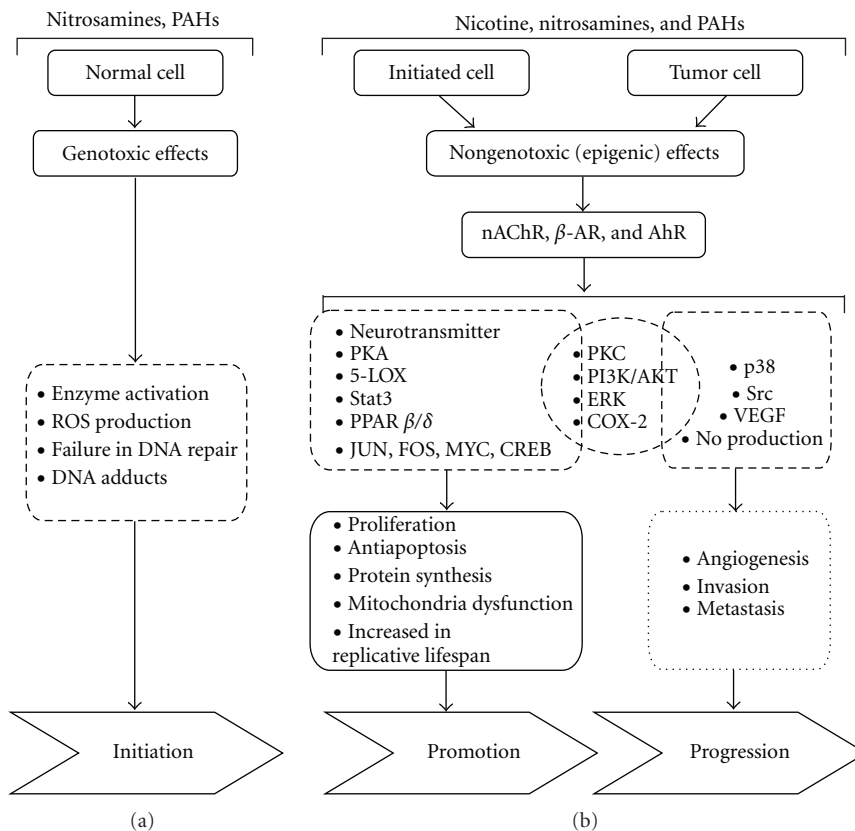 Nitrosamines, PAHs
Normal cell
Genotoxic effects
• Enzyme activation
• ROS production
• Failure in DNA repair
• DNA adducts
Initiation
(a)
Nicotine, nitrosamines, and PAHs
Initiated cell
Tumor cell
Nongenotoxic (epigenic) effects
nAChR, β-AR, and AhR
• Neurotransmitter
• PKA
• 5-LOX
• Stat3
• PPAR β/δ
• JUN, FOS, MYC, CREB
• PKC
• PI3K/AKT
• ERK
• COX-2
• p38
• Src
• VEGF
• No production
• Proliferation
• Antiapoptosis
• Protein synthesis
• Mitochondria dysfunction
• Increased in
replicative lifespan
• Angiogenesis
• Invasion
• Metastasis
Promotion
Progression
(b)